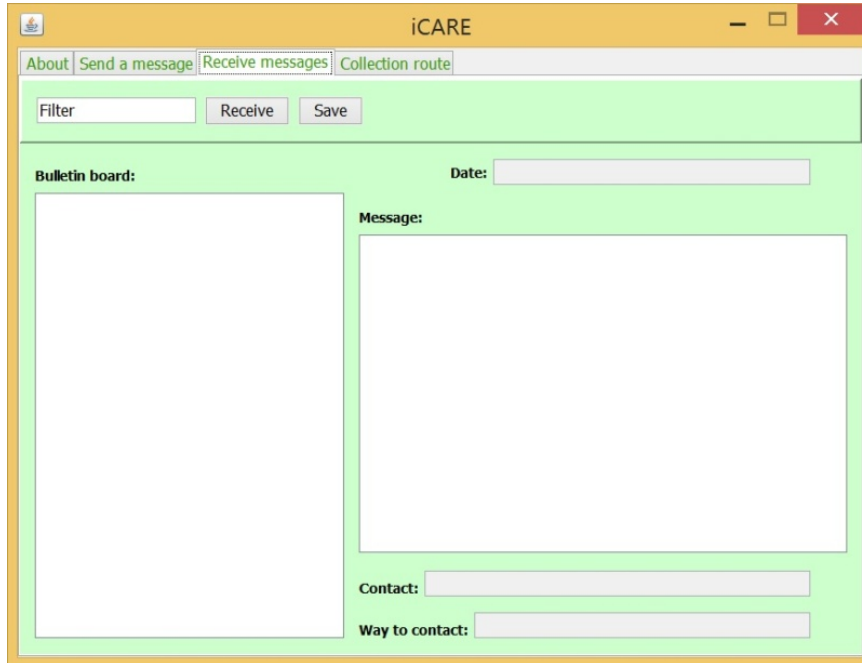 iCARE
About Send a message Receive messages Collection route
Filter Receive Save
Bulletin board:
Date:
Message:
Contact:
Way to contact: